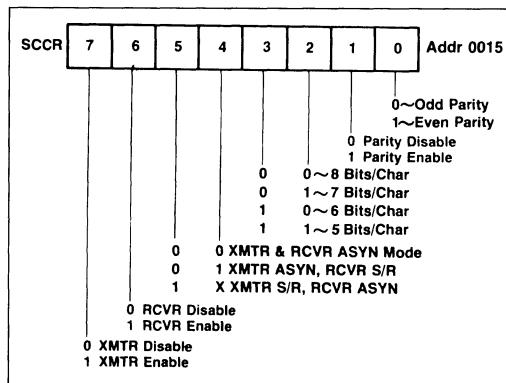 SCCR 7 6 5 4 3 2 1 0 Addr 0015
0~Odd Parity
1~Even Parity
0 Parity Disable
1 Parity Enable
0 0~8 Bits/Char
0 1~7 Bits/Char
1 0~6 Bits/Char
1 1~5 Bits/Char
0 0 XMTR & RCVR ASYN Mode
0 1 XMTR ASYN, RCVR S/R
1 X XMTR S/R, RCVR ASYN
0 RCVR Disable
1 RCVR Enable
0 XMTR Disable
1 XMTR Enable